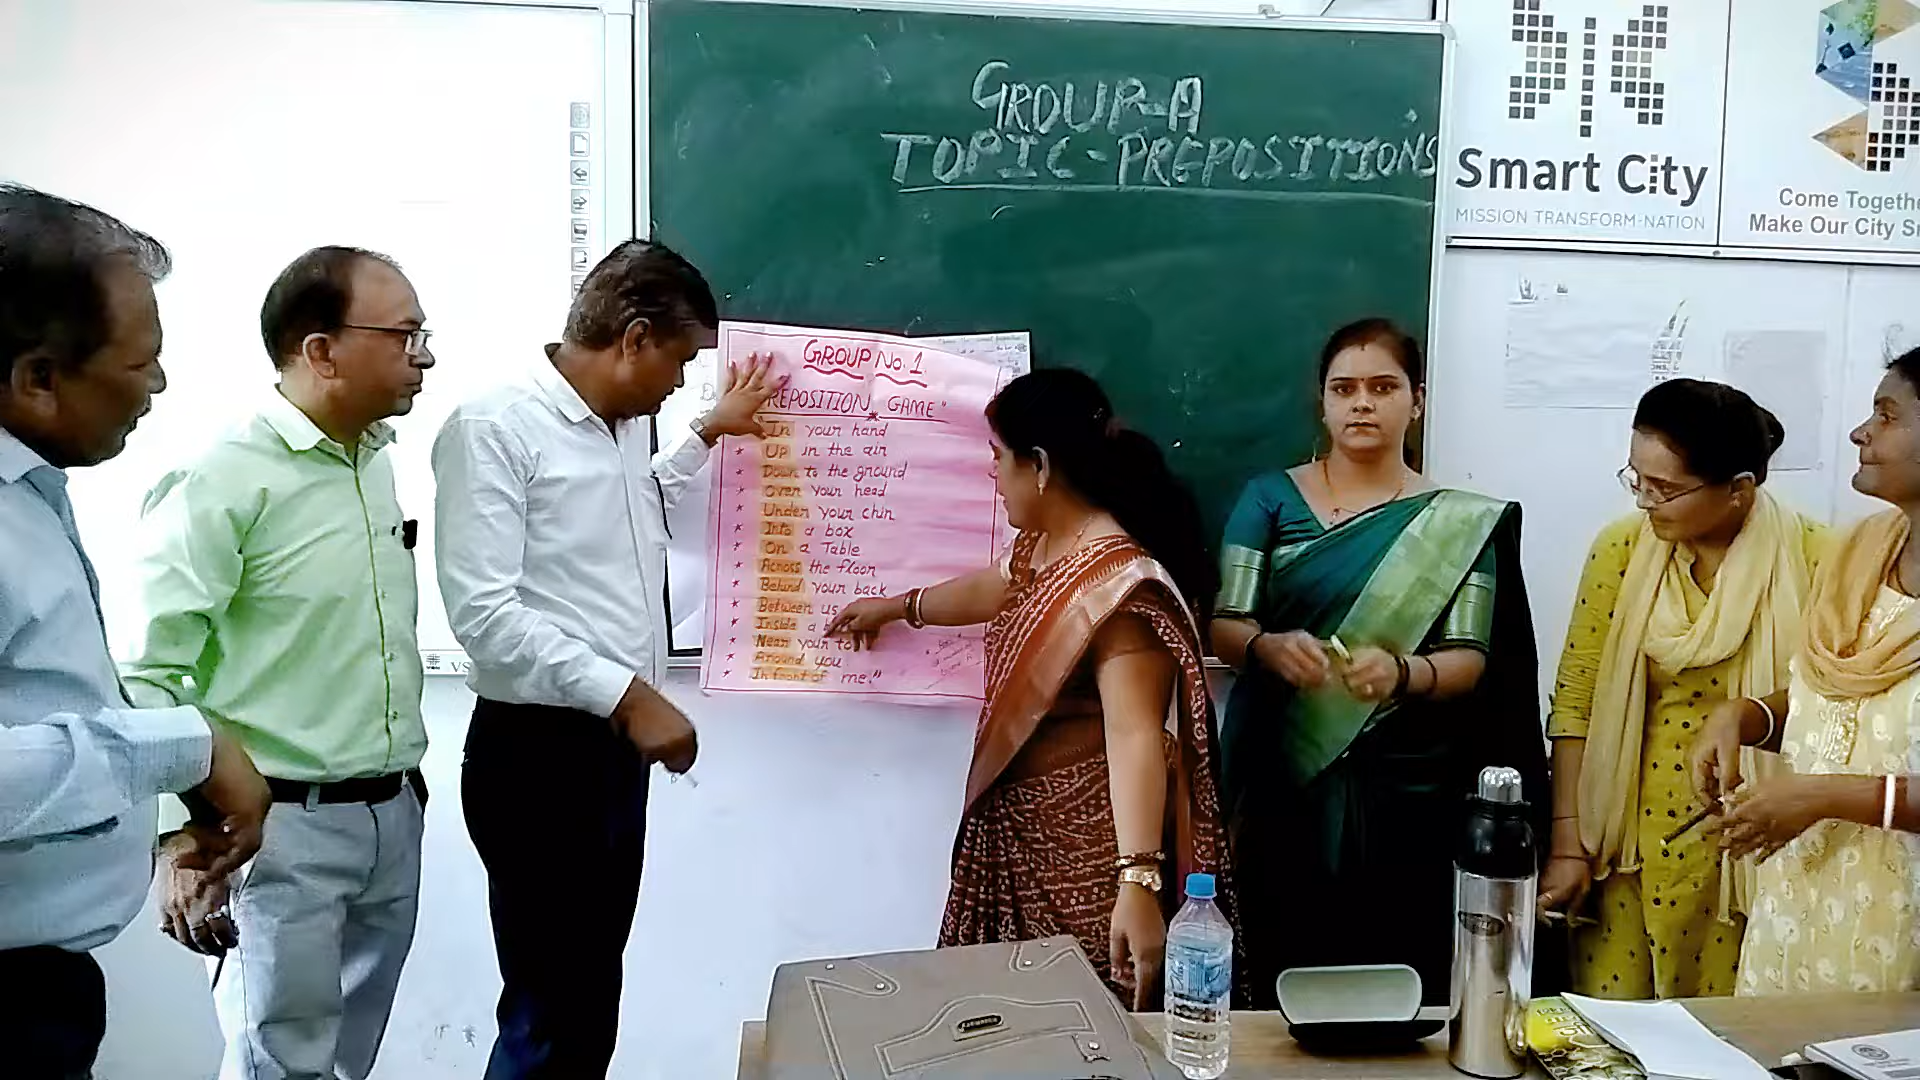 GROUP-A
TOPIC - PREPOSITIONS
Smart City
MISSION TRANSFORM-NATION
Come Togethe
Make Our City S
GROUP No. 1
REPOSITION GAME"
"In your hand
* Up in the air
* Down to the ground
* Over your head
* Under your chin
* Into a box
* On a Table
* Across the floor
* Behind your back
* Between us
* Inside a
* Near your to
* Around you
* In front of me."
VS